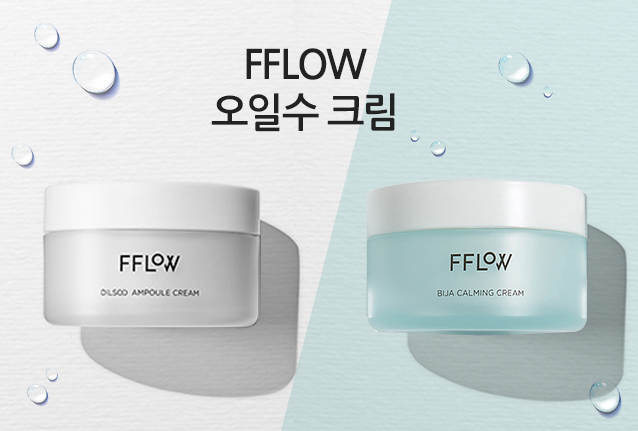 FFLOW
오일수 크림
FFLOW
OILSOO AMPOULE CREAM
FFLOW
BIJA CALMING CREAM